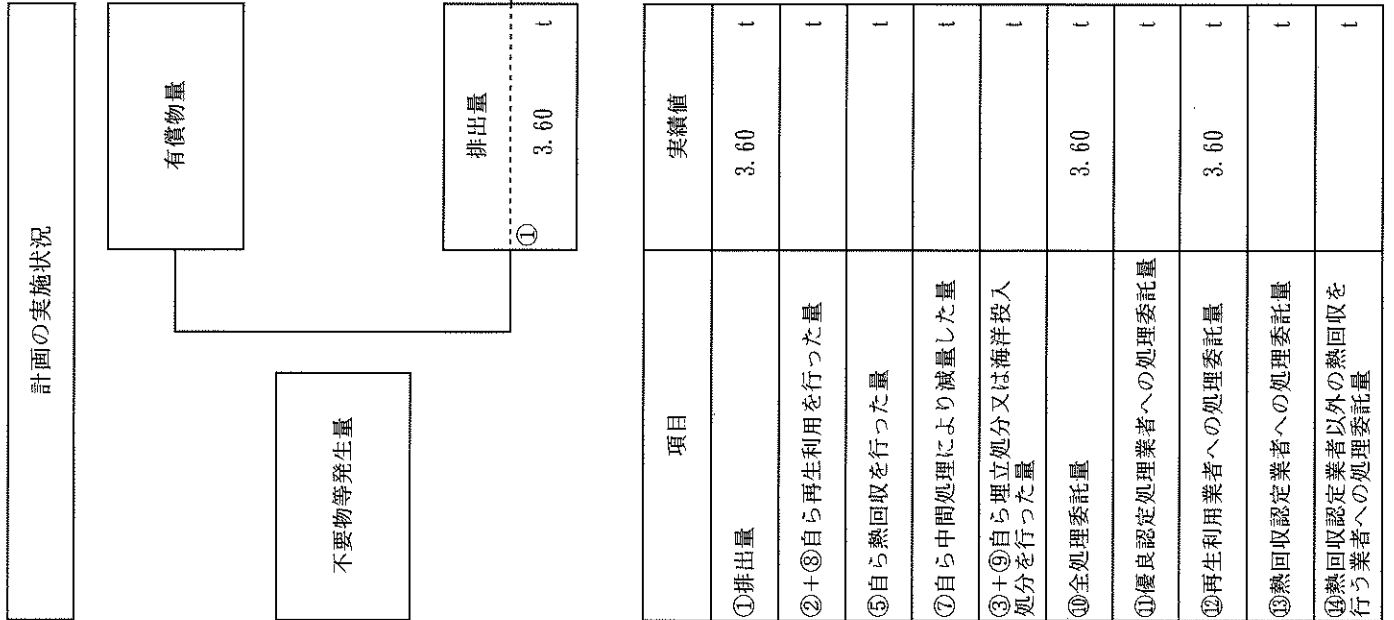 計画の実施状況
有償物量
不要物等発生量
排出量
① 3.60 t
項目 実績値
①排出量 3.60 t
②+⑧自ら再生利用を行った量 t
⑤自ら熱回収を行った量 t
⑦自ら中間処理により減量した量 t
③+⑨自ら埋立処分又は海洋投入
処分を行った量 t
⑩全処理委託量 3.60 t
⑪優良認定処理業者への処理委託量 t
⑫再生利用業者への処理委託量 3.60 t
⑬熱回収認定業者への処理委託量 t
⑭熱回収認定業者以外の熱回収を
行う業者への処理委託量 t